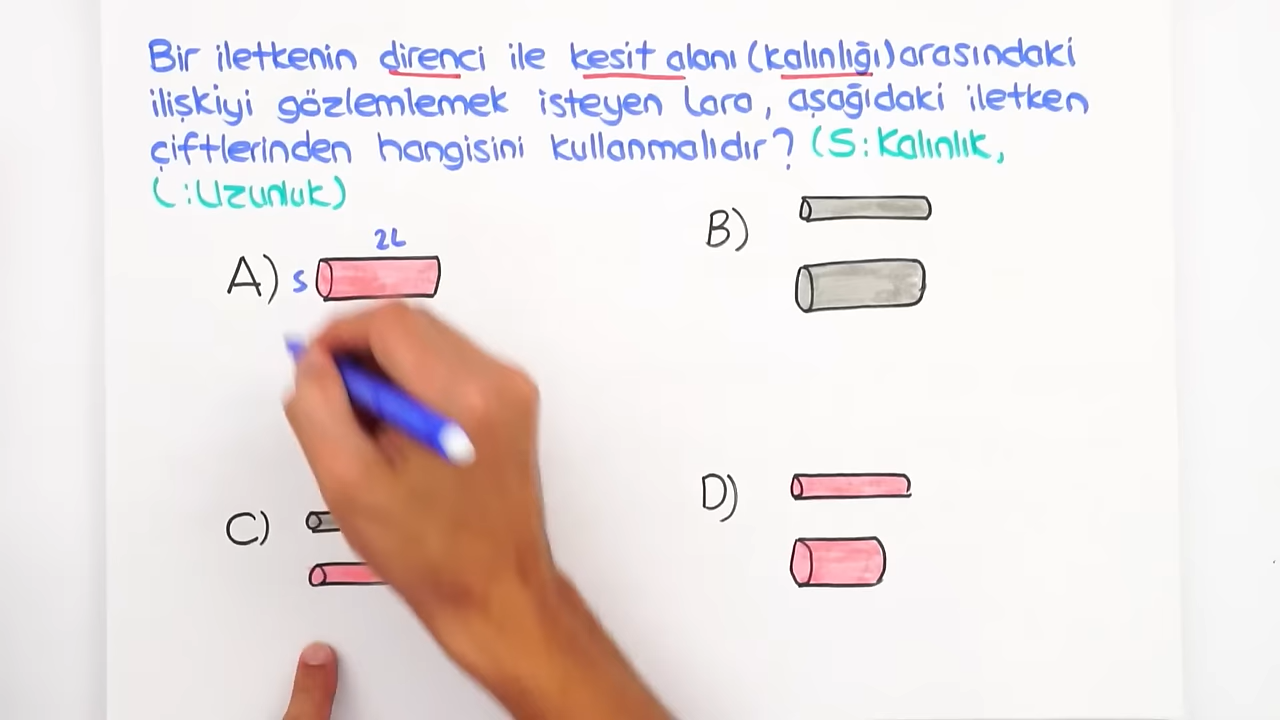 Bir iletkenin direnci ile kesit alanı (kalınlığı) arasındaki
ilişkiyi gözlemlemek isteyen Lara, aşağıdaki iletken
çiftlerinden hangisini kullanmalıdır? (S: Kalınlık,
L: Uzunluk)
A) S 2L
B)
C)
D)